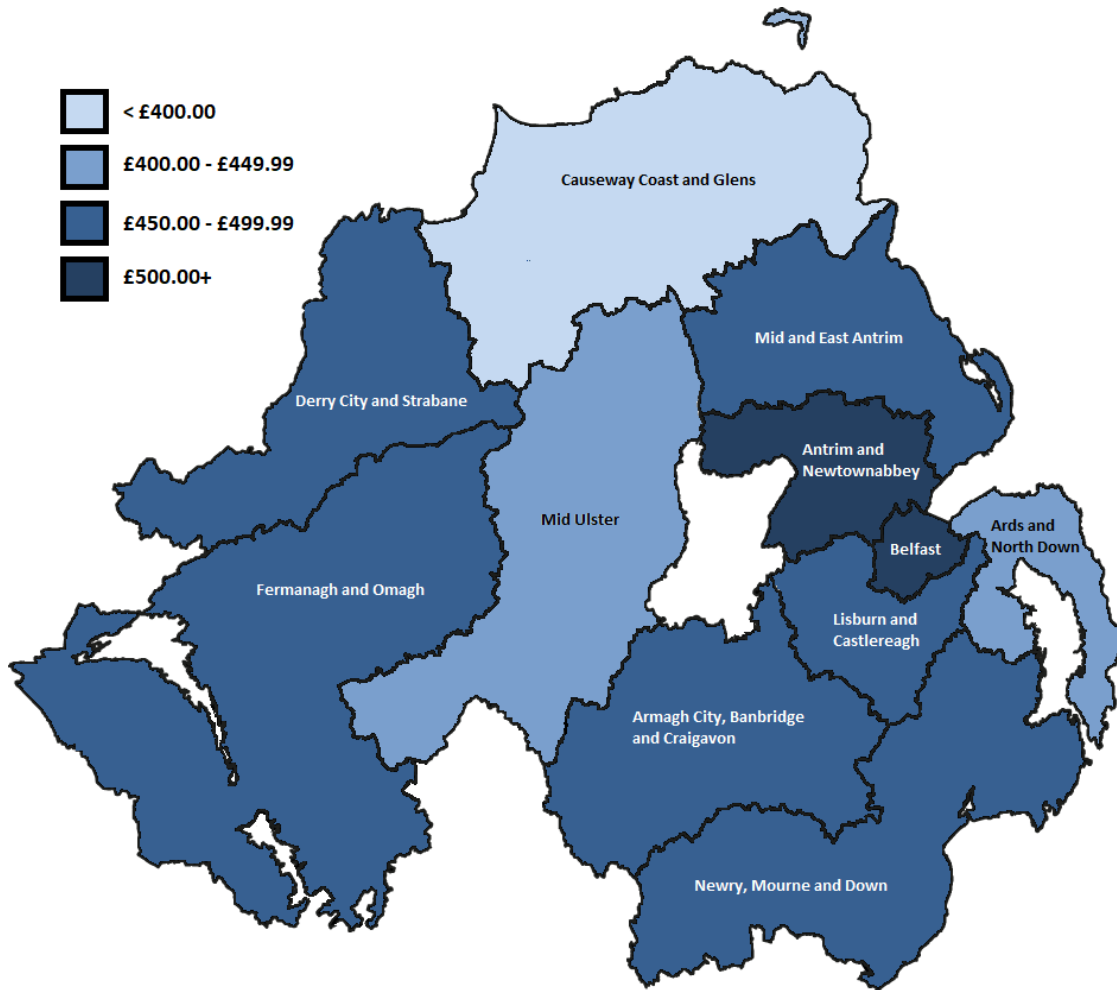 < £400.00
£400.00 - £449.99
£450.00 - £499.99
£500.00+
Causeway Coast and Glens
Mid and East Antrim
Derry City and Strabane
Antrim and
Newtownabbey
Mid Ulster
Ards and
North Down
Belfast
Fermanagh and Omagh
Lisburn and
Castlereagh
Armagh City, Banbridge
and Craigavon
Newry, Mourne and Down